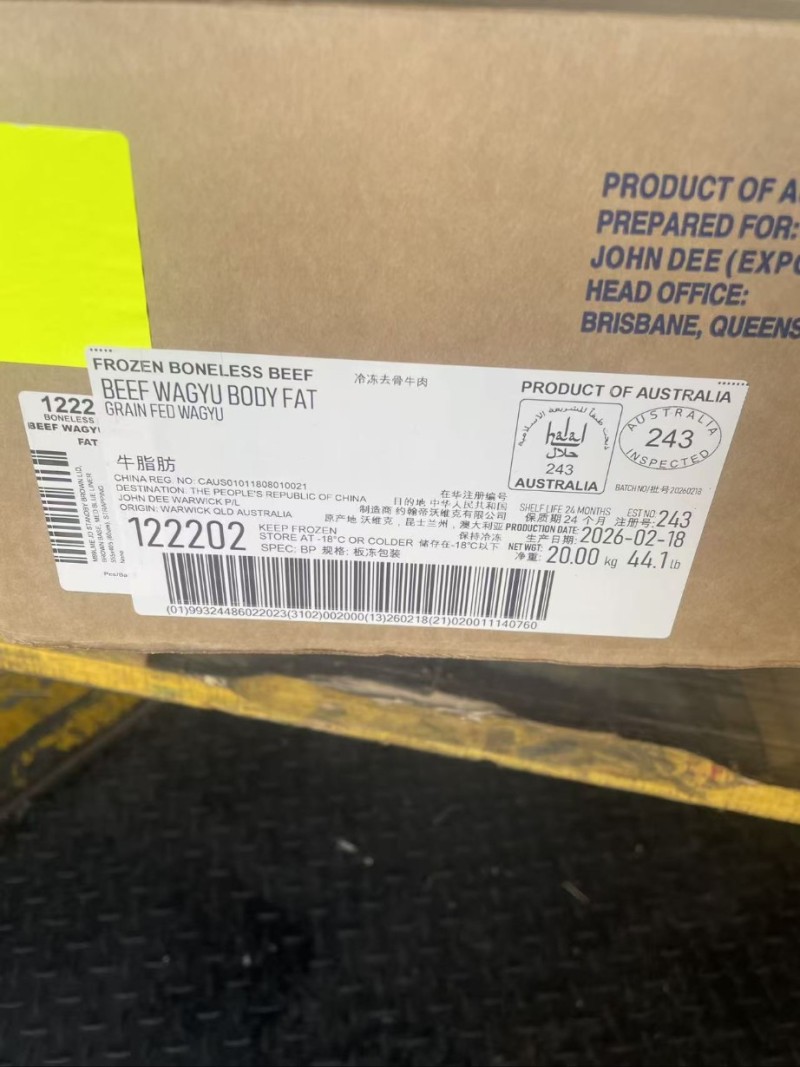 PRODUCT OF A
PREPARED FOR:
JOHN DEE (EXPO
HEAD OFFICE:
BRISBANE, QUEENS
FROZEN BONELESS BEEF 冷冻去骨牛肉
BEEF WAGYU BODY FAT
GRAIN FED WAGYU
牛脂肪
CHINA REG. NO: CAUS01011808010021 在华注册编号
DESTINATION: THE PEOPLE'S REPUBLIC OF CHINA 目的地 中华人民共和国
JOHN DEE WARWICK P/L 制造商 约翰帝沃维克有限公司
ORIGIN: WARWICK QLD AUSTRALIA 原产地 沃维克，昆士兰州，澳大利亚
122202
KEEP FROZEN 保持冷冻
STORE AT -18°C OR COLDER 储存在-18°C以下
SPEC: BP 规格: 板冻包装
(01)99324486022023(3102)002000(13)260218(21)020011140760
PRODUCT OF AUSTRALIA
halal
حلال
243
AUSTRALIA
AUSTRALIA
243
INSPECTED
BATCH NO/批号 20260218
SHELF LIFE 24 MONTHS
保质期 24 个月
EST NO.
注册号: 243
PRODUCTION DATE:
生产日期: 2026-02-18
NET WGT:
净重: 20.00 kg 44.1 lb
1222
BONELESS
BEEF WAGY
FAT